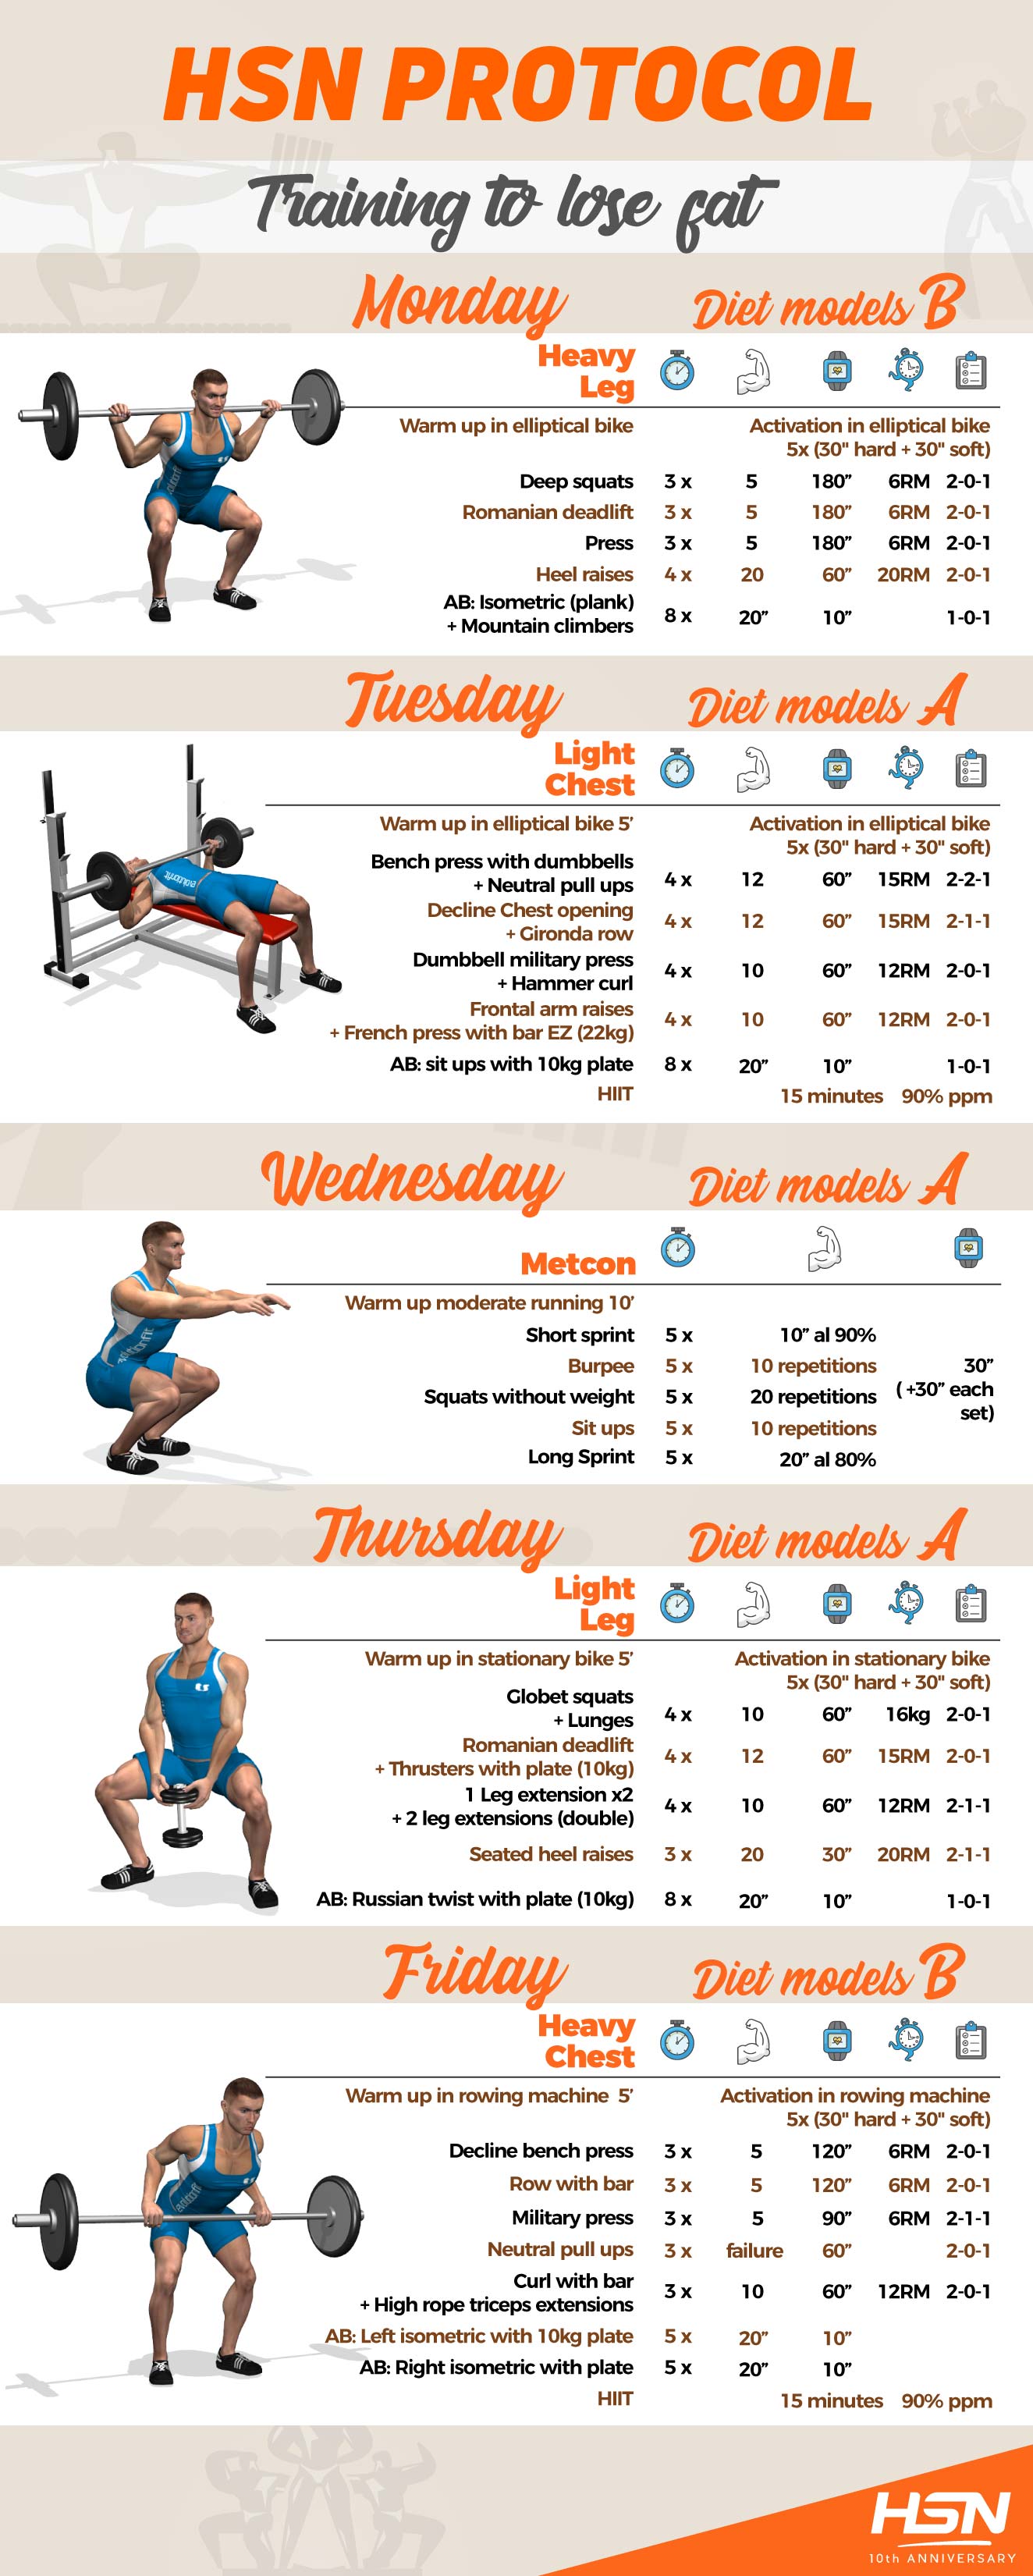 HSN PROTOCOL
Training to lose fat
Monday Diet models B
Heavy
Leg
Warm up in elliptical bike Activation in elliptical bike
5x (30" hard + 30" soft)
Deep squats 3 x 5 180” 6RM 2-0-1
Romanian deadlift 3 x 5 180” 6RM 2-0-1
Press 3 x 5 180” 6RM 2-0-1
Heel raises 4 x 20 60” 20RM 2-0-1
AB: Isometric (plank)
+ Mountain climbers 8 x 20” 10” 1-0-1
Tuesday Diet models A
Light
Chest
Warm up in elliptical bike 5’ Activation in elliptical bike
5x (30" hard + 30" soft)
Bench press with dumbbells
+ Neutral pull ups 4 x 12 60” 15RM 2-2-1
Decline Chest opening
+ Gironda row 4 x 12 60” 15RM 2-1-1
Dumbbell military press
+ Hammer curl 4 x 10 60” 12RM 2-0-1
Frontal arm raises
+ French press with bar EZ (22kg) 4 x 10 60” 12RM 2-0-1
AB: sit ups with 10kg plate 8 x 20” 10” 1-0-1
HIIT 15 minutes 90% ppm
Wednesday Diet models A
Metcon
Warm up moderate running 10’
Short sprint 5 x 10” al 90%
Burpee 5 x 10 repetitions 30”
Squats without weight 5 x 20 repetitions ( +30” each
set)
Sit ups 5 x 10 repetitions
Long Sprint 5 x 20” al 80%
Thursday Diet models A
Light
Leg
Warm up in stationary bike 5’ Activation in stationary bike
5x (30" hard + 30" soft)
Globet squats
+ Lunges 4 x 10 60” 16kg 2-0-1
Romanian deadlift
+ Thrusters with plate (10kg) 4 x 12 60” 15RM 2-0-1
1 Leg extension x2
+ 2 leg extensions (double) 4 x 10 60” 12RM 2-1-1
Seated heel raises 3 x 20 30” 20RM 2-1-1
AB: Russian twist with plate (10kg) 8 x 20” 10” 1-0-1
Friday Diet models B
Heavy
Chest
Warm up in rowing machine 5’ Activation in rowing machine
5x (30" hard + 30" soft)
Decline bench press 3 x 5 120” 6RM 2-0-1
Row with bar 3 x 5 120” 6RM 2-0-1
Military press 3 x 5 90” 6RM 2-1-1
Neutral pull ups 3 x failure 60” 2-0-1
Curl with bar
+ High rope triceps extensions 3 x 10 60” 12RM 2-0-1
AB: Left isometric with 10kg plate 5 x 20” 10”
AB: Right isometric with plate 5 x 20” 10”
HIIT 15 minutes 90% ppm
HSN
10th ANNIVERSARY